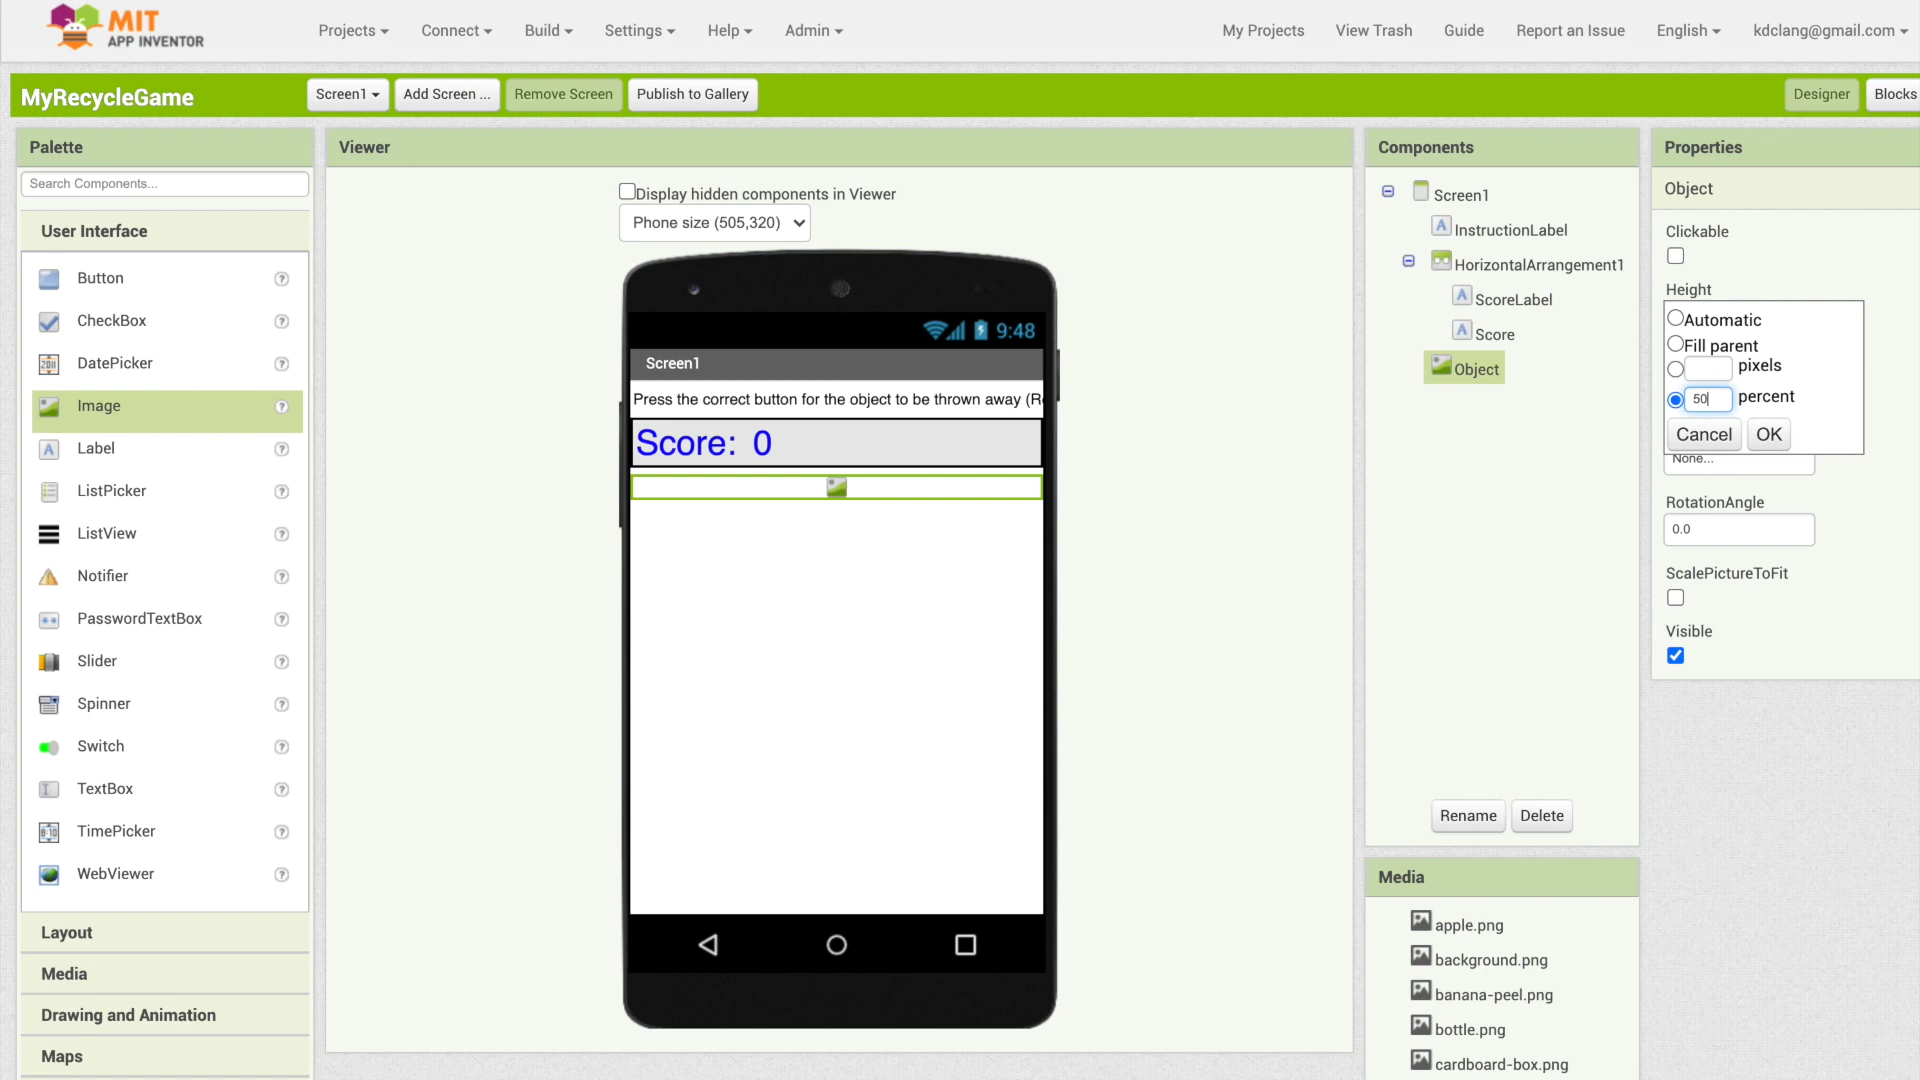 MIT
APP INVENTOR
Projects
Connect
Build
Settings
Help
Admin
My Projects
View Trash
Guide
Report an Issue
English
kdclang@gmail.com
MyRecycleGame
Screen1
Add Screen ...
Remove Screen
Publish to Gallery
Designer
Blocks
Palette
Search Components...
User Interface
Button
?
CheckBox
?
DatePicker
?
Image
?
Label
?
ListPicker
?
ListView
?
Notifier
?
PasswordTextBox
?
Slider
?
Spinner
?
Switch
?
TextBox
?
TimePicker
?
WebViewer
?
Layout
Media
Drawing and Animation
Maps
Viewer
Display hidden components in Viewer
Phone size (505,320)
9:48
Screen1
Press the correct button for the object to be thrown away (Re
Score: 0
Components
Screen1
A InstructionLabel
HorizontalArrangement1
A ScoreLabel
A Score
Object
Rename
Delete
Media
apple.png
background.png
banana-peel.png
bottle.png
cardboard-box.png
Properties
Object
Clickable
Height
Automatic
Fill parent
pixels
50 percent
Cancel
OK
None...
RotationAngle
0.0
ScalePictureToFit
Visible